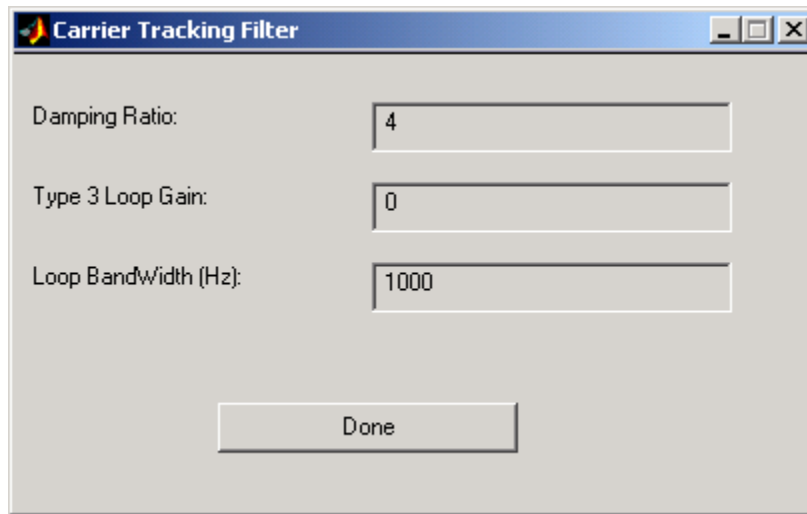 Carrier Tracking Filter
Damping Ratio: 4
Type 3 Loop Gain: 0
Loop BandWidth (Hz): 1000
Done